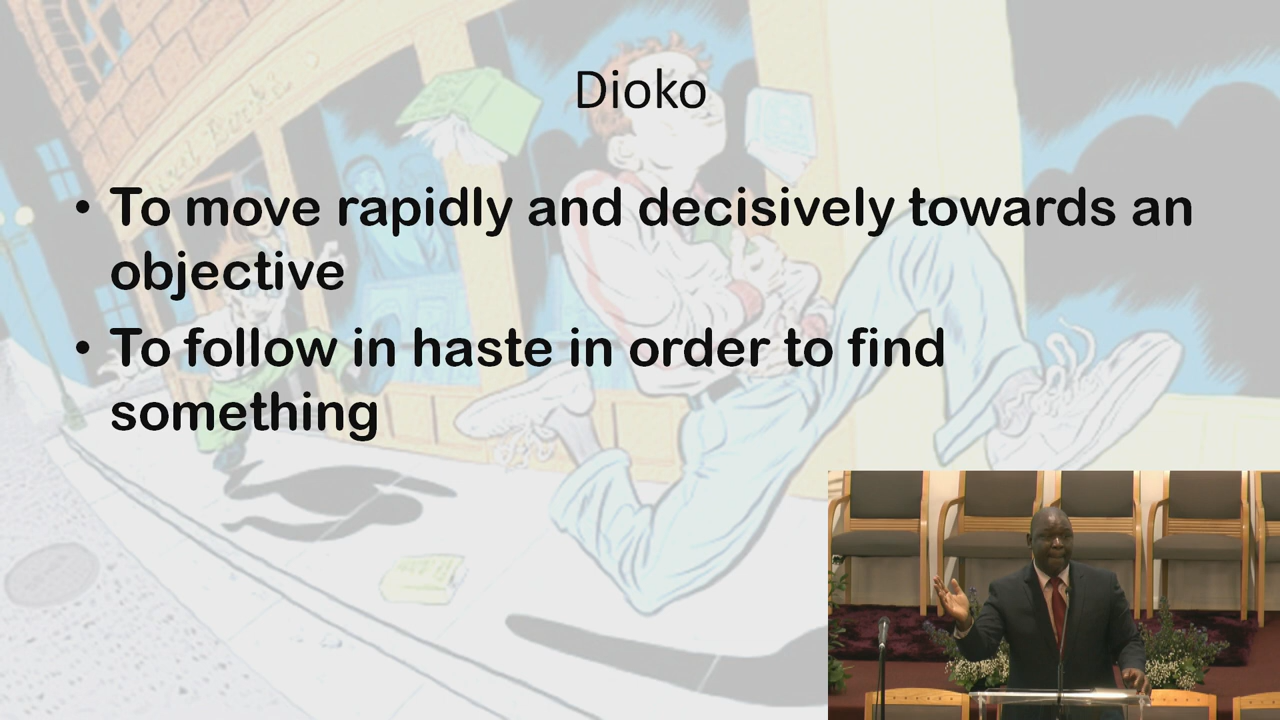 Dioko
• To move rapidly and decisively towards an
objective
• To follow in haste in order to find
something